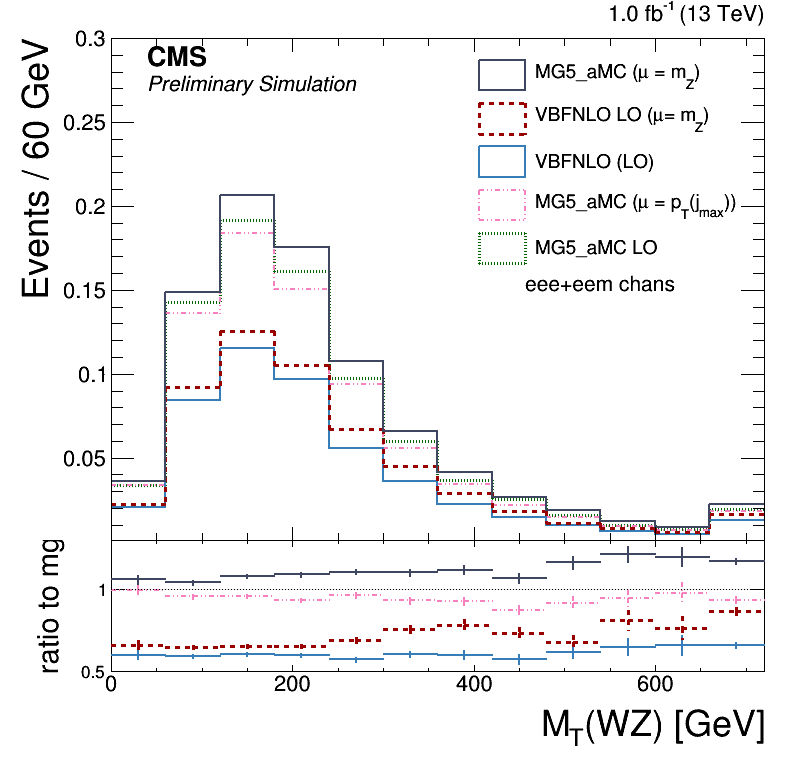 1.0 fb⁻¹ (13 TeV)
CMS
Preliminary Simulation
Events / 60 GeV
0.3
0.25
0.2
0.15
0.1
0.05
MG5_aMC (μ = m_Z)
VBFNLO LO (μ= m_Z)
VBFNLO (LO)
MG5_aMC (μ = p_T(j_max))
MG5_aMC LO
eee+eem chans
ratio to mg
1
0.5
0 200 400 600
M_T(WZ) [GeV]